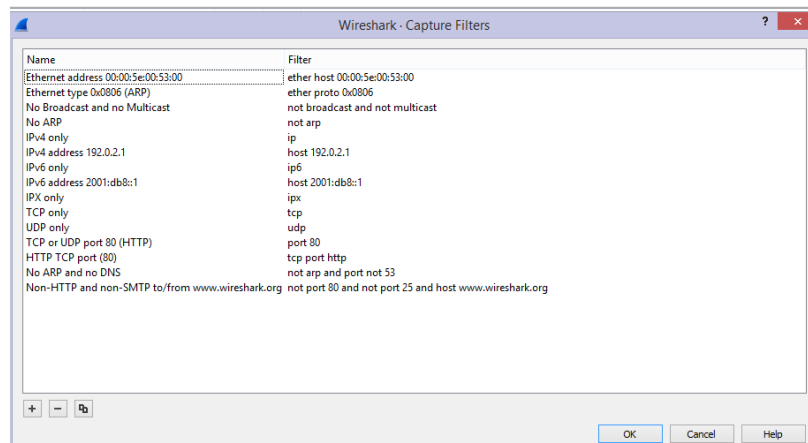 Wireshark · Capture Filters ? ×
Name Filter
Ethernet address 00:00:5e:00:53:00 ether host 00:00:5e:00:53:00
Ethernet type 0x0806 (ARP) ether proto 0x0806
No Broadcast and no Multicast not broadcast and not multicast
No ARP not arp
IPv4 only ip
IPv4 address 192.0.2.1 host 192.0.2.1
IPv6 only ip6
IPv6 address 2001:db8::1 host 2001:db8::1
IPX only ipx
TCP only tcp
UDP only udp
TCP or UDP port 80 (HTTP) port 80
HTTP TCP port (80) tcp port http
No ARP and no DNS not arp and port not 53
Non-HTTP and non-SMTP to/from www.wireshark.org not port 80 and not port 25 and host www.wireshark.org
+ −
OK Cancel Help